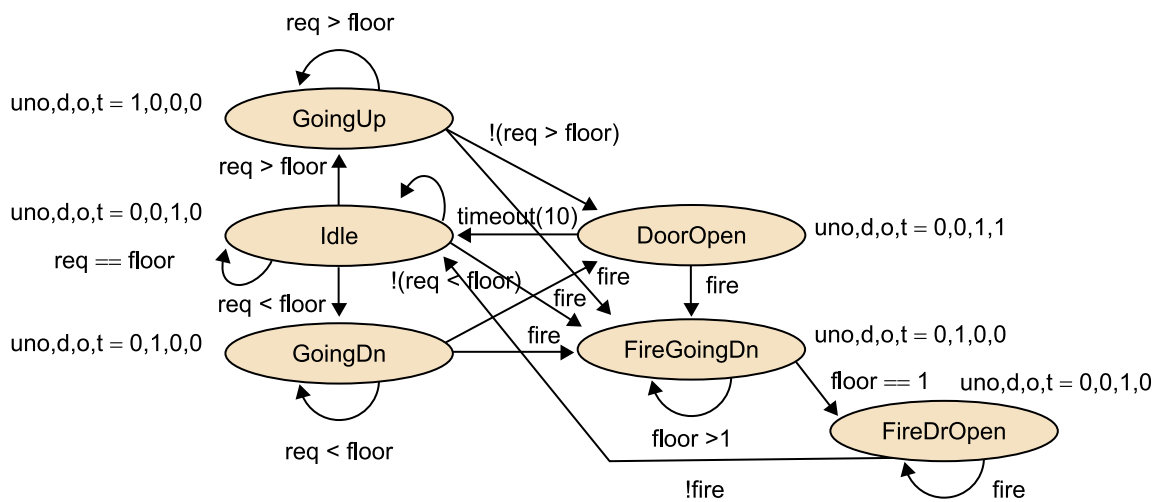 req > floor
uno,d,o,t = 1,0,0,0
GoingUp
!(req > floor)
req > floor
uno,d,o,t = 0,0,1,0
Idle
timeout(10)
DoorOpen
uno,d,o,t = 0,0,1,1
req == floor
!(req < floor)
fire
fire
fire
req < floor
uno,d,o,t = 0,1,0,0
GoingDn
fire
FireGoingDn
uno,d,o,t = 0,1,0,0
floor == 1
uno,d,o,t = 0,0,1,0
req < floor
floor >1
FireDrOpen
!fire
fire